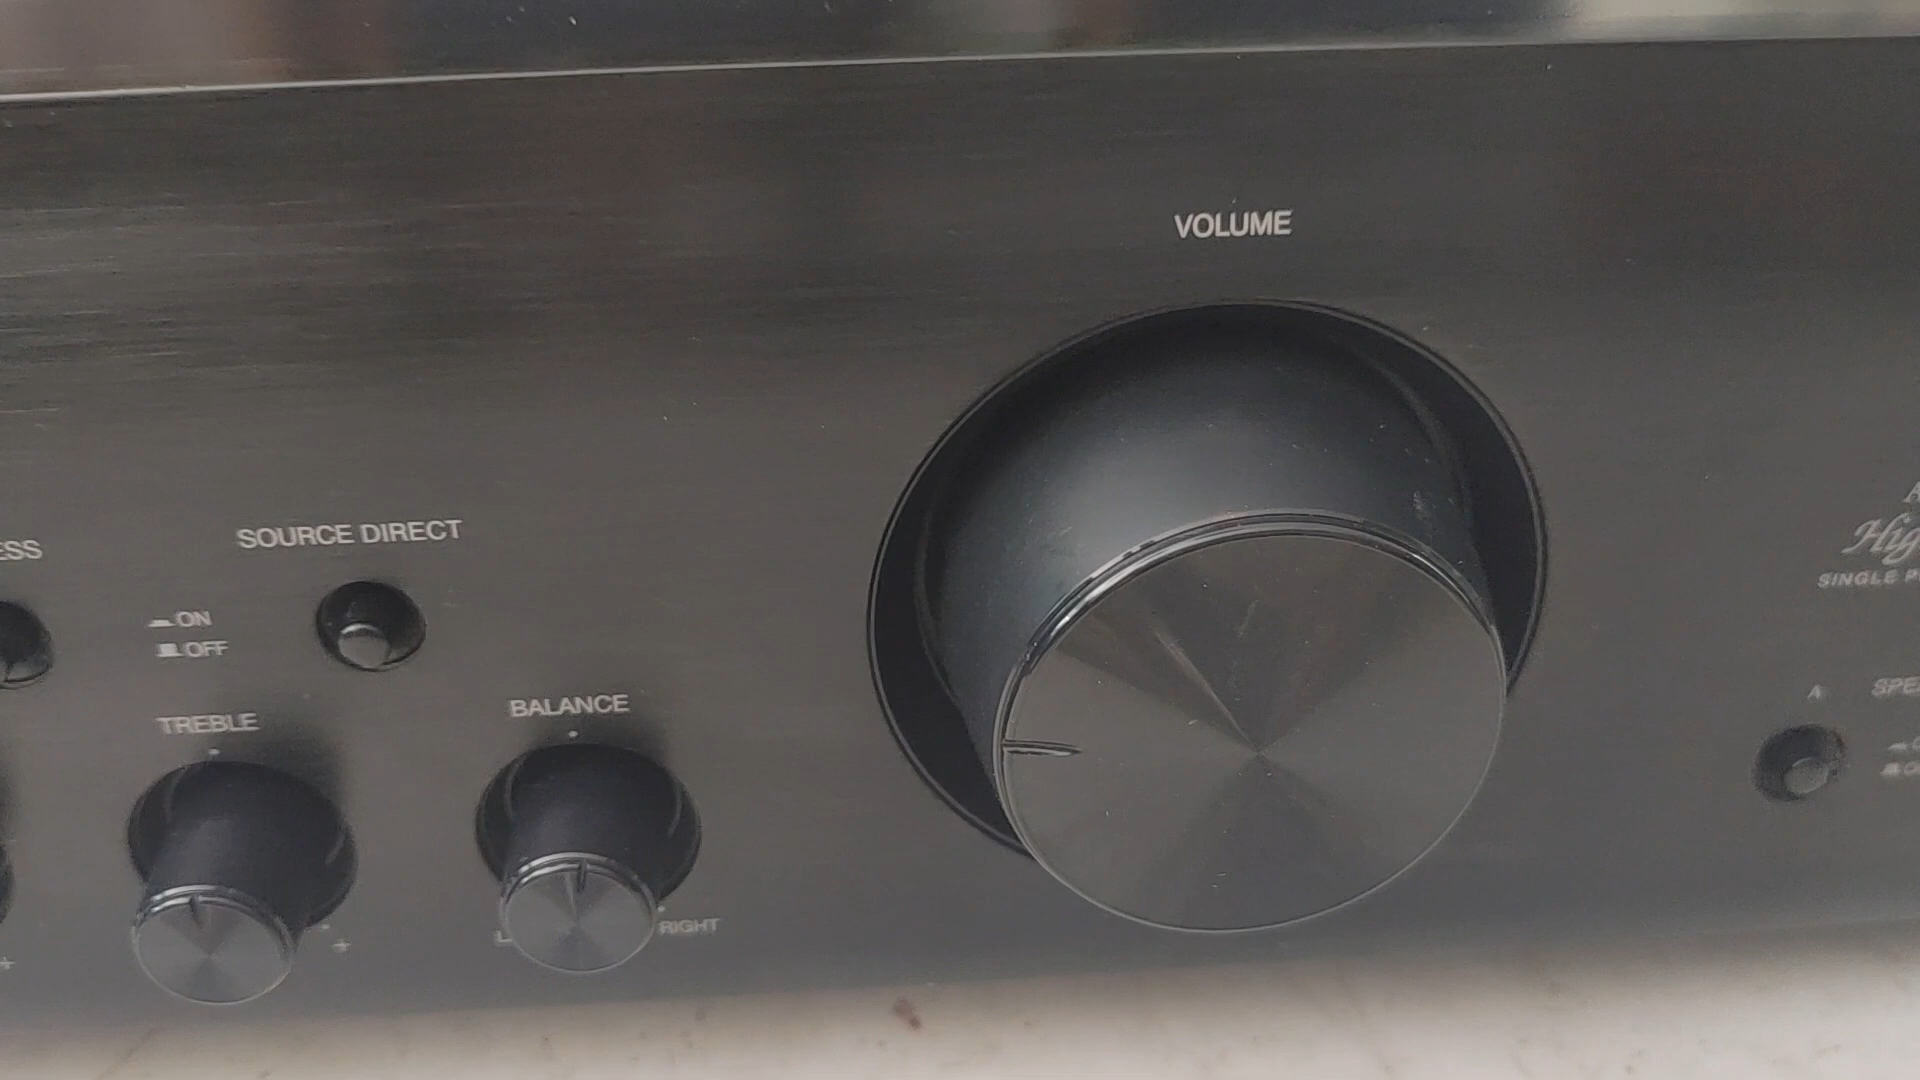 VOLUME
SOURCE DIRECT
ON
OFF
TREBLE
BALANCE
+
RIGHT
SINGLE
A